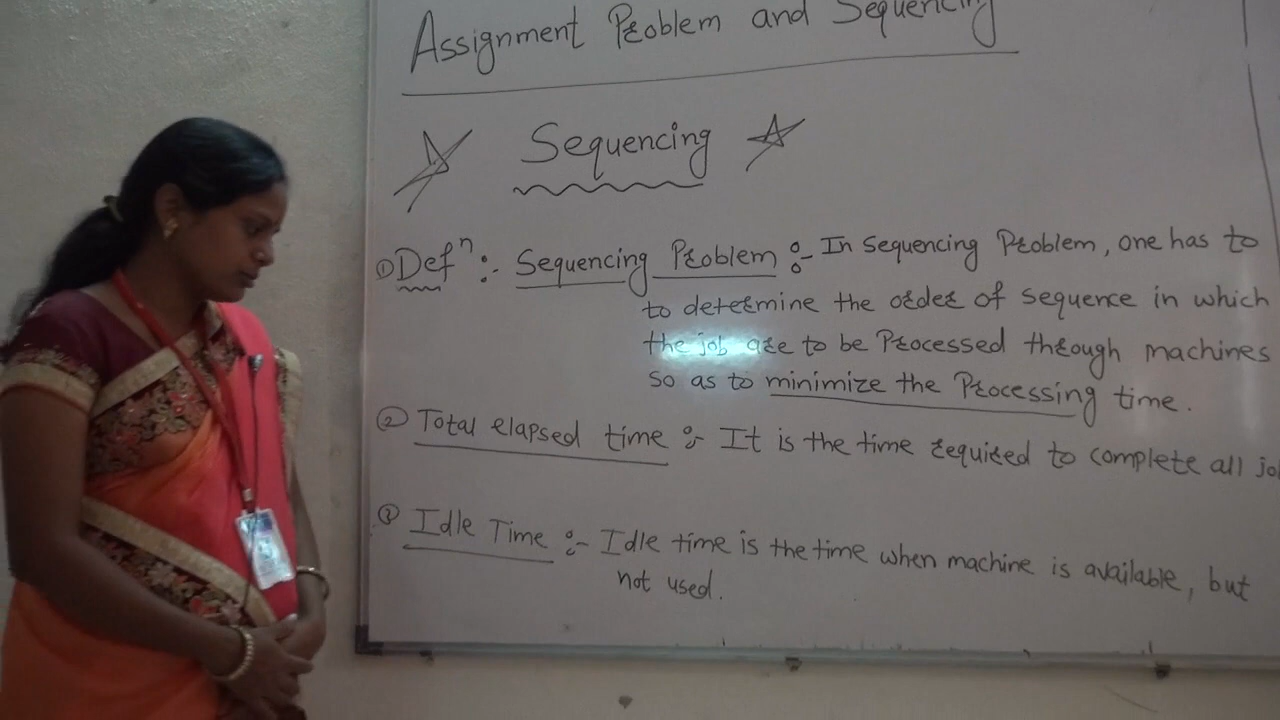 Assignment Problem and Sequencing
Sequencing
① Defⁿ :- Sequencing Problem :- In Sequencing Problem, one has to
to determine the order of sequence in which
the job are to be Processed through machines
so as to minimize the Processing time.
② Total elapsed time :- It is the time required to complete all jo
③ Idle Time :- Idle time is the time when machine is available, but
not used.